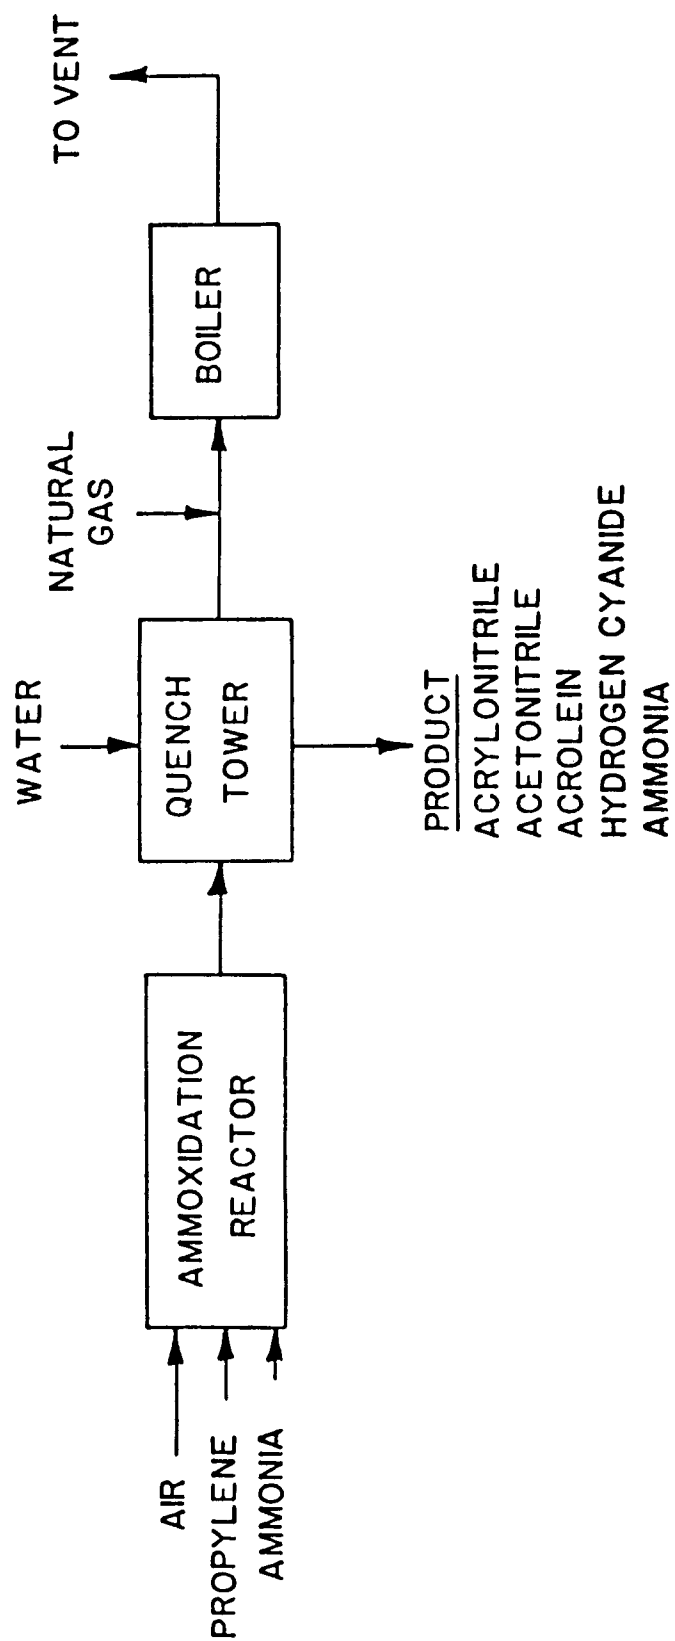 AIR
PROPYLENE
AMMONIA
AMMOXIDATION
REACTOR
WATER
QUENCH
TOWER
PRODUCT
ACRYLONITRILE
ACETONITRILE
ACROLEIN
HYDROGEN CYANIDE
AMMONIA
NATURAL
GAS
BOILER
TO VENT